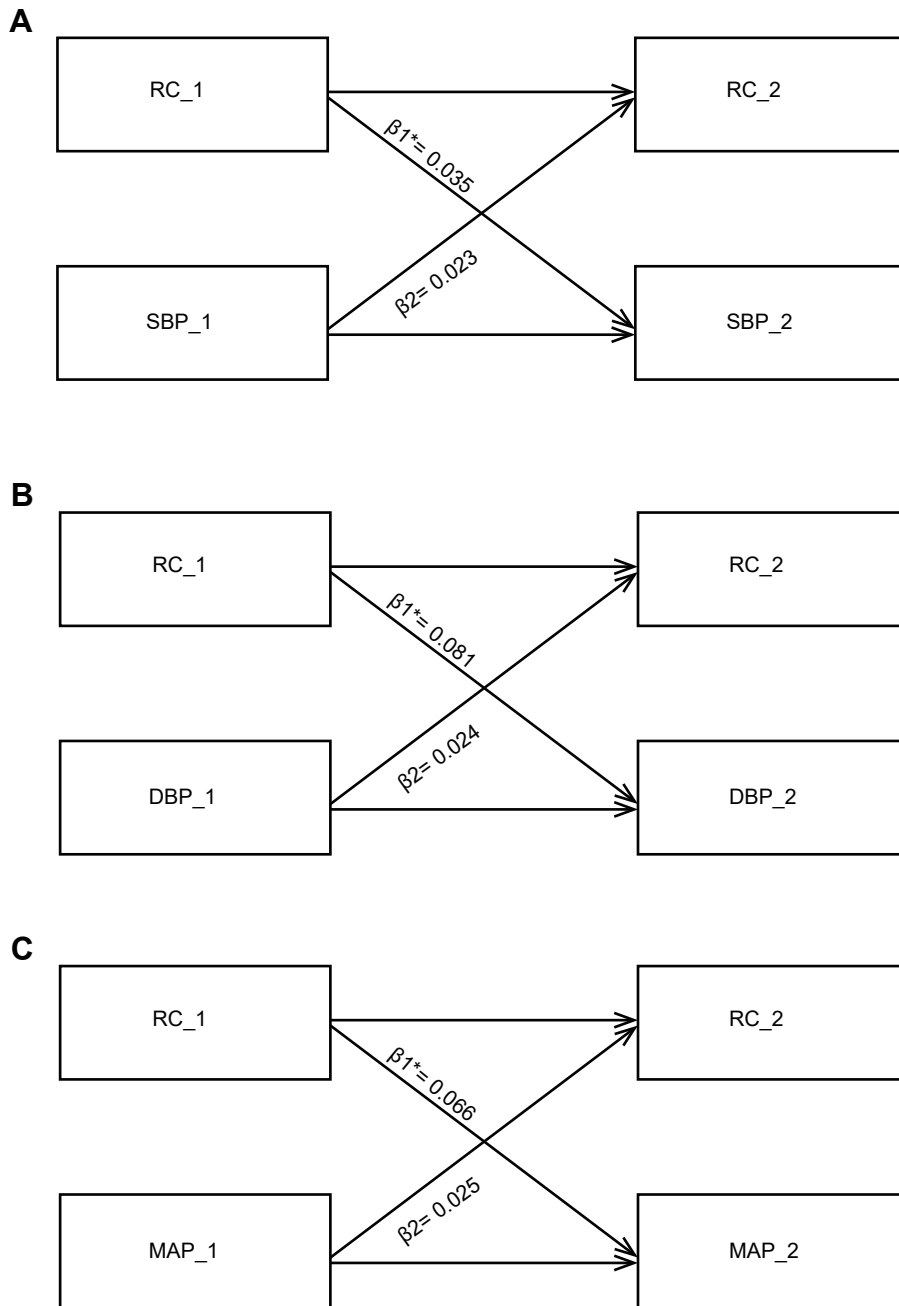 A
RC_1
RC_2
β1*= 0.035
β2= 0.023
SBP_1
SBP_2
B
RC_1
RC_2
β1*= 0.081
β2= 0.024
DBP_1
DBP_2
C
RC_1
RC_2
β1*= 0.066
β2= 0.025
MAP_1
MAP_2